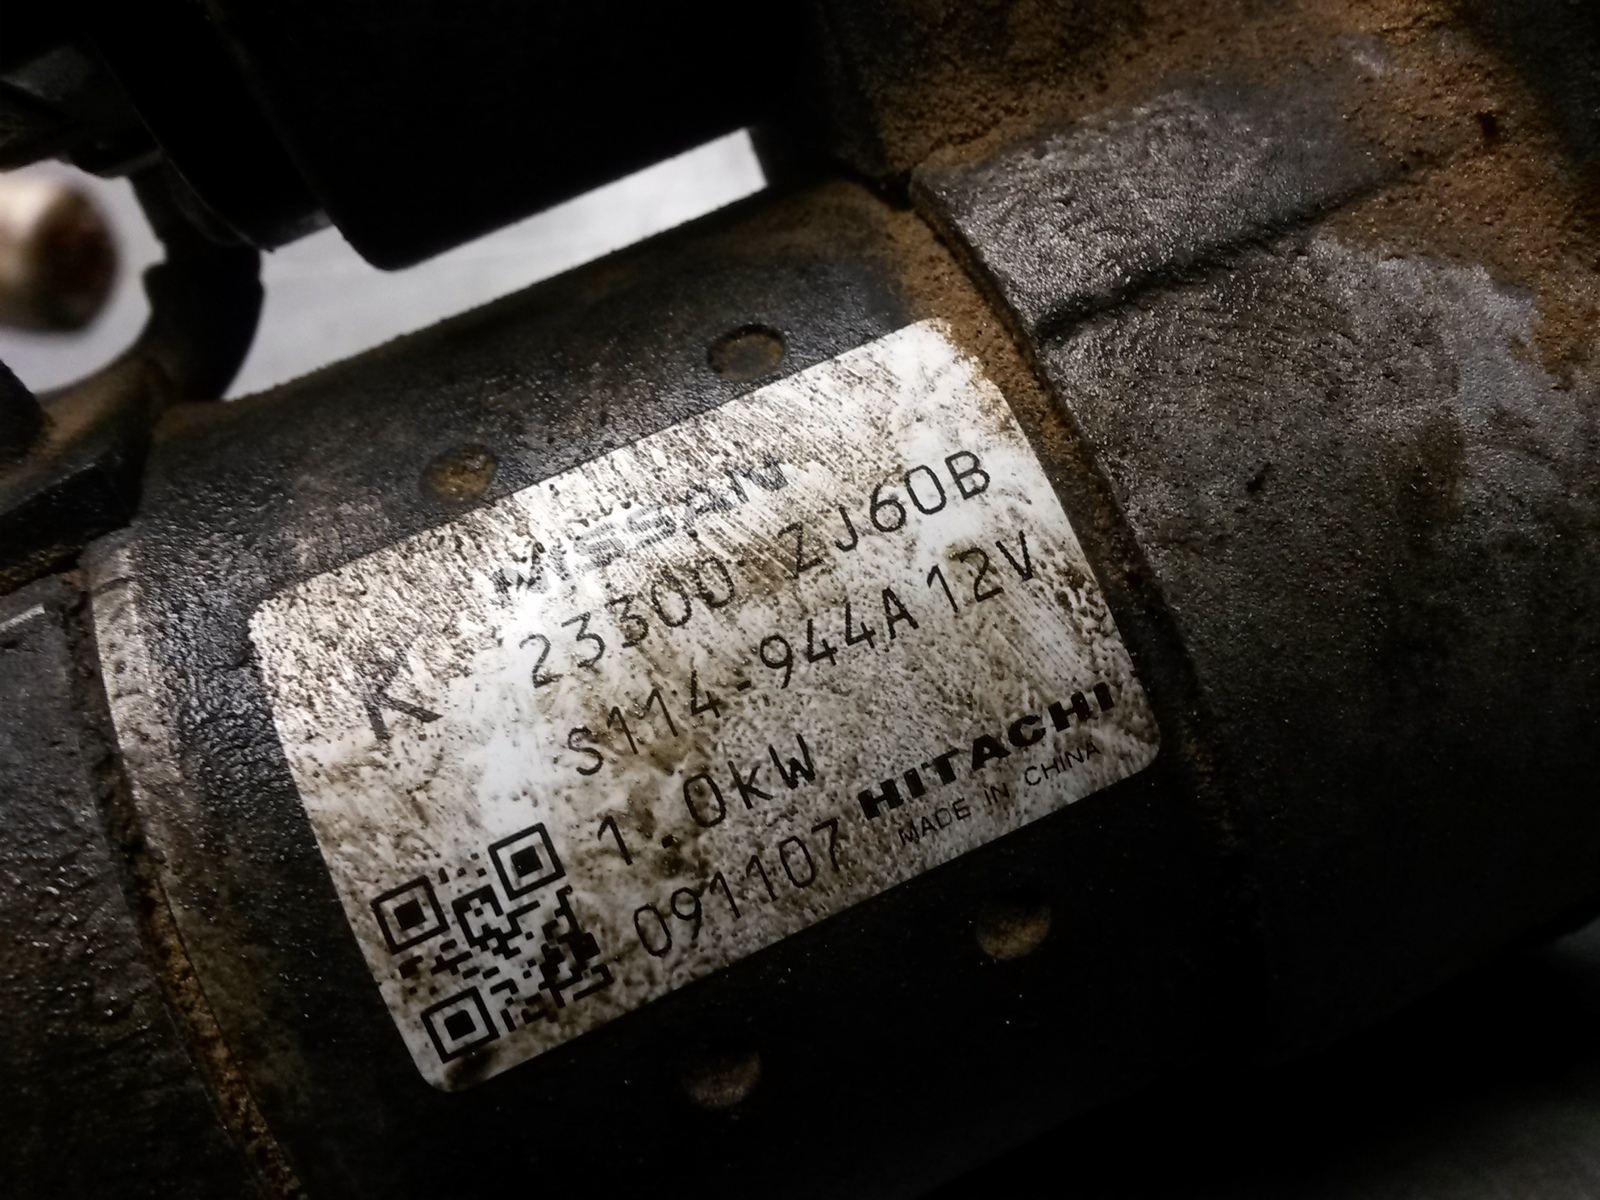 NISSAN
K 23300 ZJ60B
S114-944A 12V
1.0kW
091107 HITACHI
MADE IN CHINA